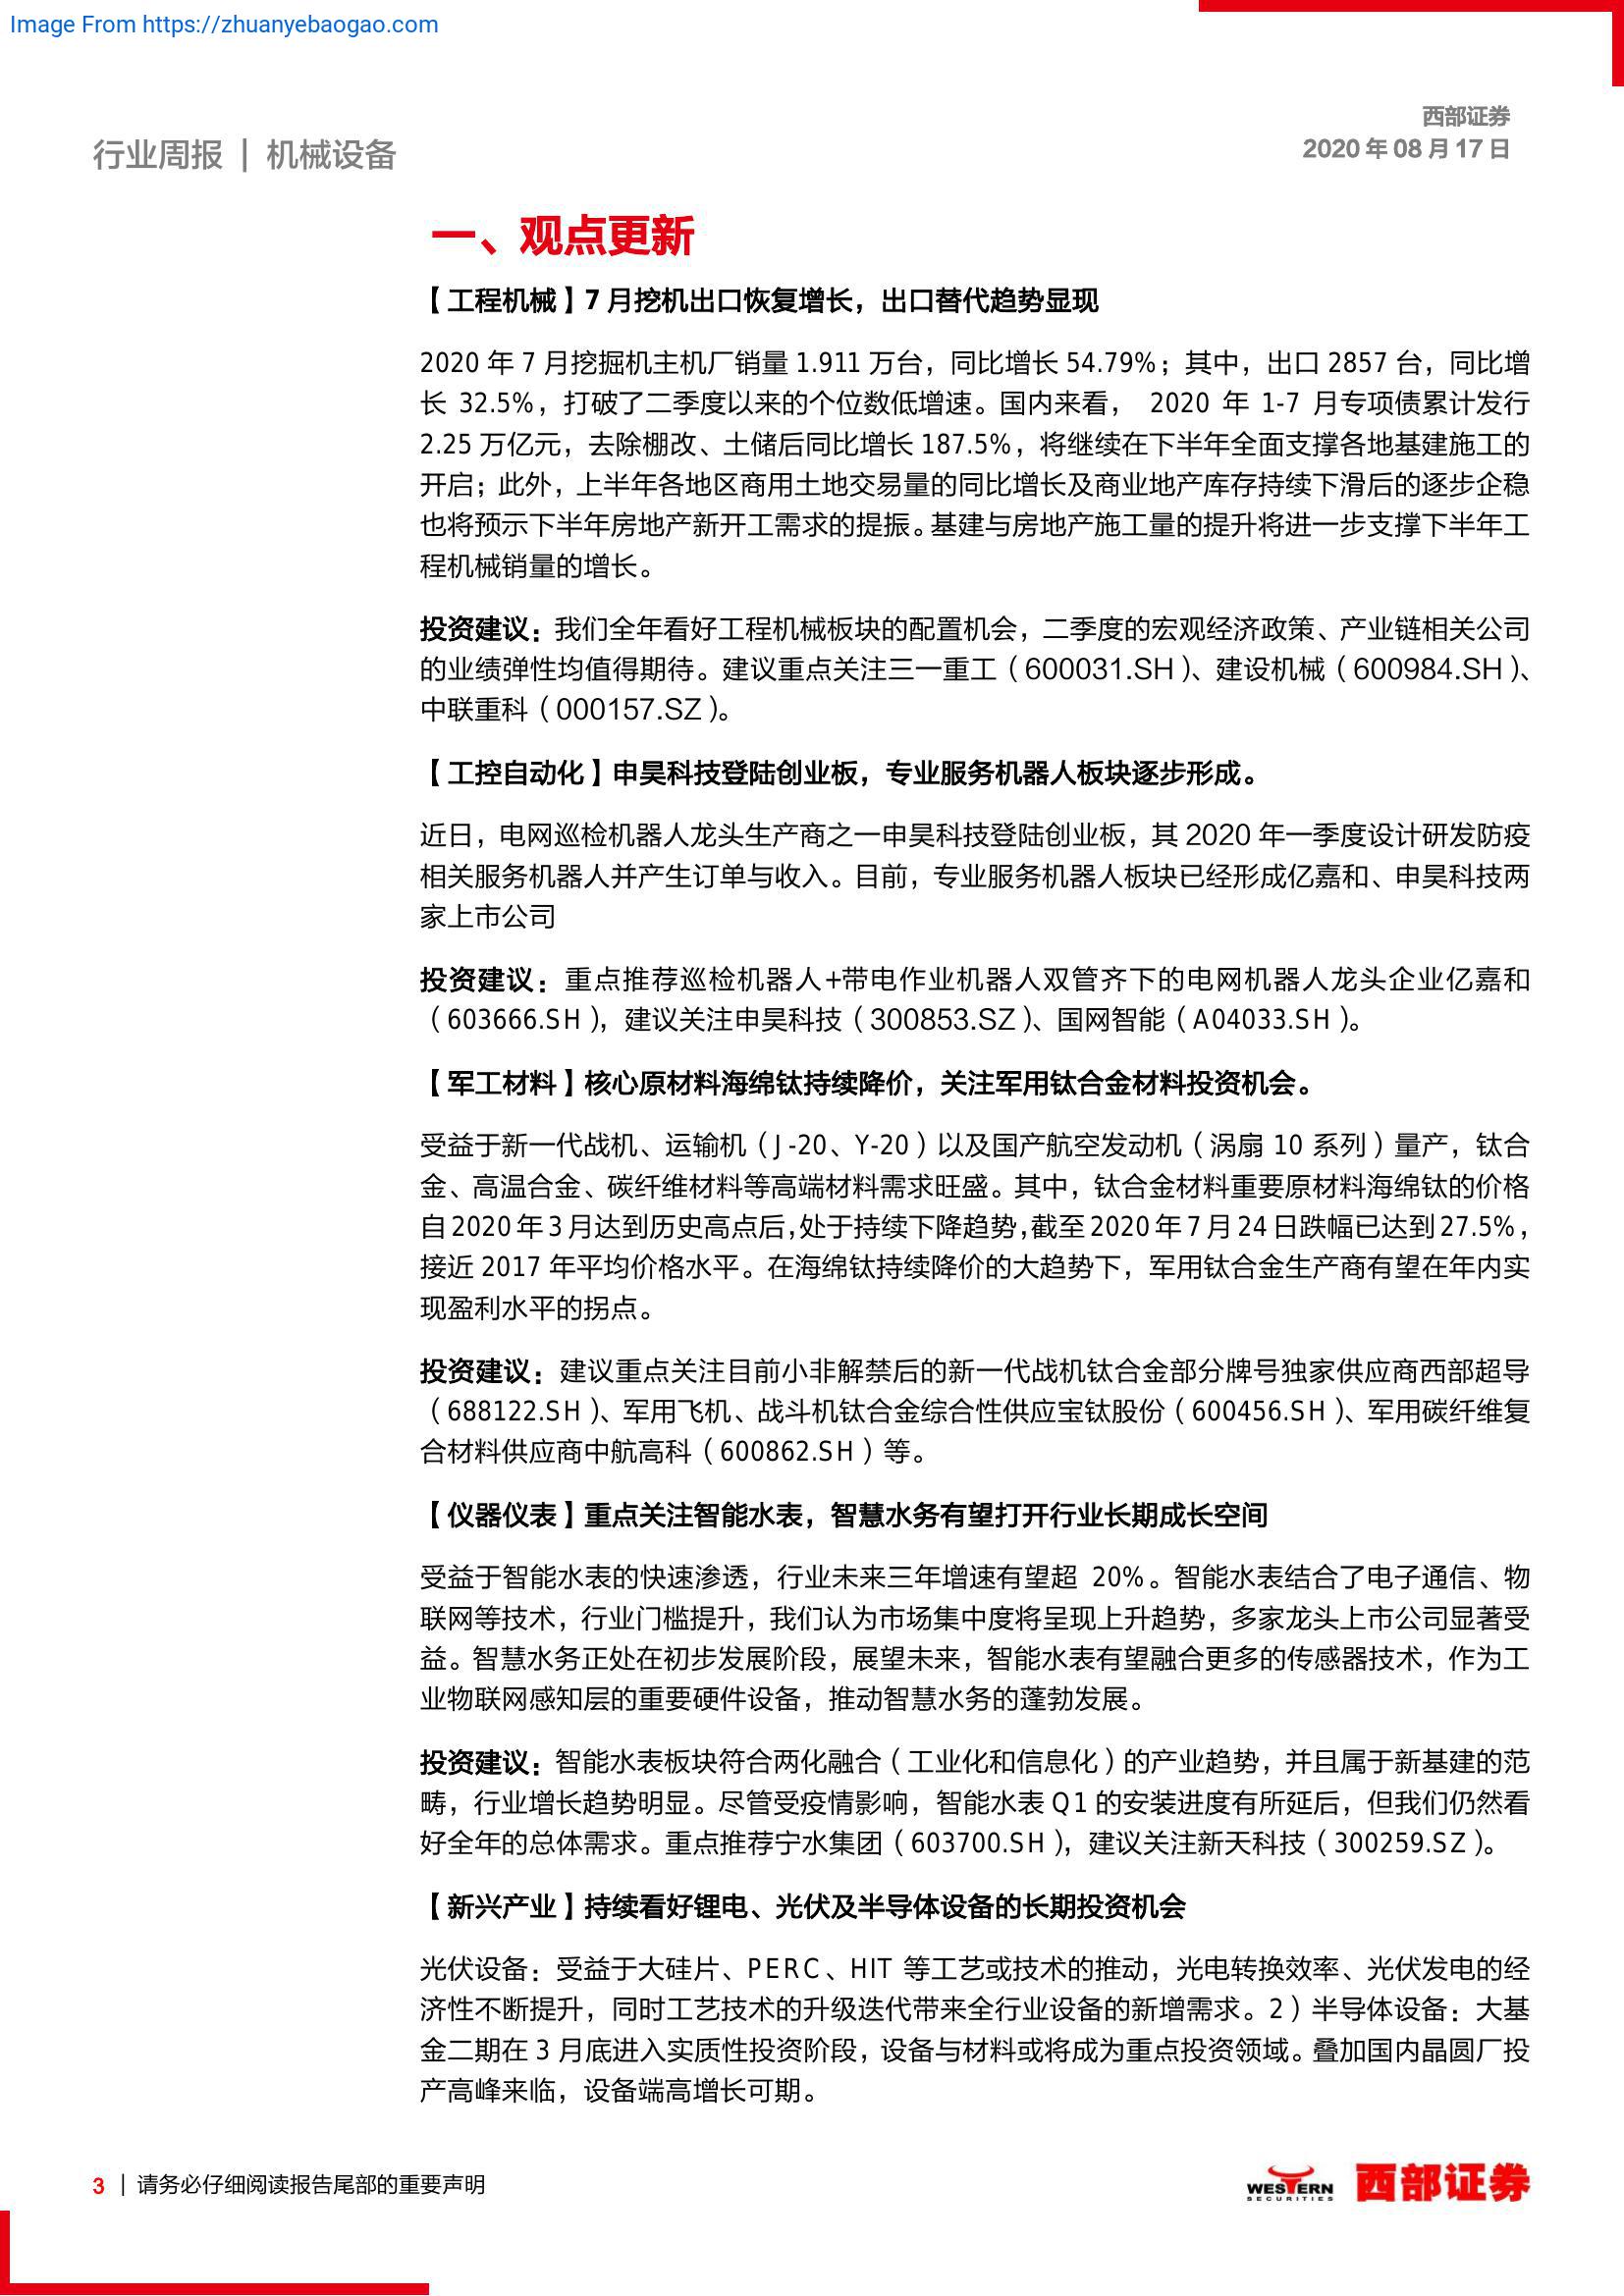 Image From https://zhuanyebaogao.com
西部证券
2020 年 08 月 17 日
行业周报 | 机械设备
一、观点更新
【工程机械】7 月挖机出口恢复增长，出口替代趋势显现
2020 年 7 月挖掘机主机厂销量 1.911 万台，同比增长 54.79%；其中，出口 2857 台，同比增
长 32.5%，打破了二季度以来的个位数低增速。国内来看， 2020 年 1-7 月专项债累计发行
2.25 万亿元，去除棚改、土储后同比增长 187.5%，将继续在下半年全面支撑各地基建施工的
开启；此外，上半年各地区商用土地交易量的同比增长及商业地产库存持续下滑后的逐步企稳
也将预示下半年房地产新开工需求的提振。基建与房地产施工量的提升将进一步支撑下半年工
程机械销量的增长。
投资建议：我们全年看好工程机械板块的配置机会，二季度的宏观经济政策、产业链相关公司
的业绩弹性均值得期待。建议重点关注三一重工（600031.SH）、建设机械（600984.SH）、
中联重科（000157.SZ）。
【工控自动化】申昊科技登陆创业板，专业服务机器人板块逐步形成。
近日，电网巡检机器人龙头生产商之一申昊科技登陆创业板，其 2020 年一季度设计研发防疫
相关服务机器人并产生订单与收入。目前，专业服务机器人板块已经形成亿嘉和、申昊科技两
家上市公司
投资建议：重点推荐巡检机器人+带电作业机器人双管齐下的电网机器人龙头企业亿嘉和
（603666.SH），建议关注申昊科技（300853.SZ）、国网智能（A04033.SH）。
【军工材料】核心原材料海绵钛持续降价，关注军用钛合金材料投资机会。
受益于新一代战机、运输机（J-20、Y-20）以及国产航空发动机（涡扇 10 系列）量产，钛合
金、高温合金、碳纤维材料等高端材料需求旺盛。其中，钛合金材料重要原材料海绵钛的价格
自 2020 年 3 月达到历史高点后，处于持续下降趋势，截至 2020 年 7 月 24 日跌幅已达到 27.5%，
接近 2017 年平均价格水平。在海绵钛持续降价的大趋势下，军用钛合金生产商有望在年内实
现盈利水平的拐点。
投资建议：建议重点关注目前小非解禁后的新一代战机钛合金部分牌号独家供应商西部超导
（688122.SH）、军用飞机、战斗机钛合金综合性供应宝钛股份（600456.SH）、军用碳纤维复
合材料供应商中航高科（600862.SH）等。
【仪器仪表】重点关注智能水表，智慧水务有望打开行业长期成长空间
受益于智能水表的快速渗透，行业未来三年增速有望超 20%。智能水表结合了电子通信、物
联网等技术，行业门槛提升，我们认为市场集中度将呈现上升趋势，多家龙头上市公司显著受
益。智慧水务正处在初步发展阶段，展望未来，智能水表有望融合更多的传感器技术，作为工
业物联网感知层的重要硬件设备，推动智慧水务的蓬勃发展。
投资建议：智能水表板块符合两化融合（工业化和信息化）的产业趋势，并且属于新基建的范
畴，行业增长趋势明显。尽管受疫情影响，智能水表 Q1 的安装进度有所延后，但我们仍然看
好全年的总体需求。重点推荐宁水集团（603700.SH），建议关注新天科技（300259.SZ）。
【新兴产业】持续看好锂电、光伏及半导体设备的长期投资机会
光伏设备：受益于大硅片、PERC、HIT 等工艺或技术的推动，光电转换效率、光伏发电的经
济性不断提升，同时工艺技术的升级迭代带来全行业设备的新增需求。2）半导体设备：大基
金二期在 3 月底进入实质性投资阶段，设备与材料或将成为重点投资领域。叠加国内晶圆厂投
产高峰来临，设备端高增长可期。
3 | 请务必仔细阅读报告尾部的重要声明
WESTERN
SECURITIES
西部证券